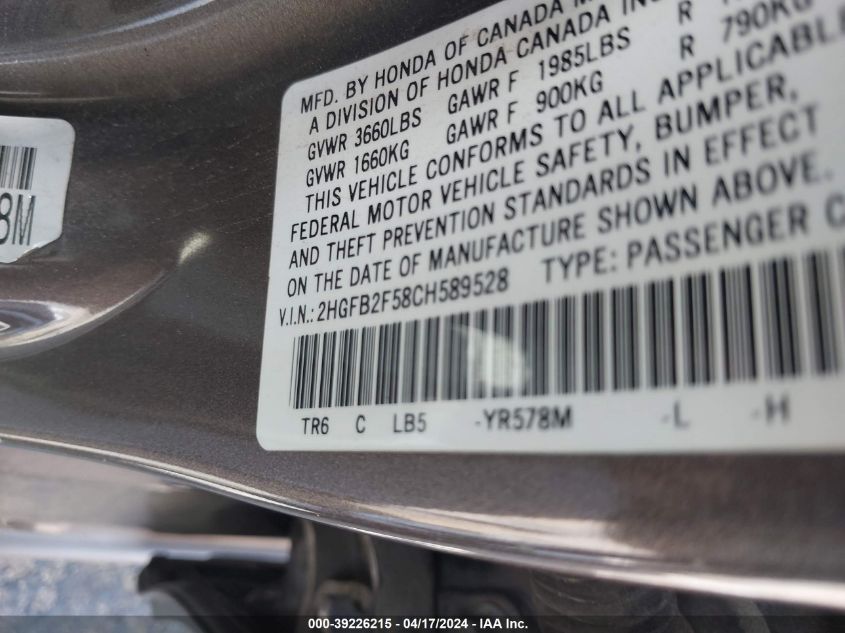 MFD. BY HONDA OF CANADA
A DIVISION OF HONDA CANADA INC
GVWR 3660LBS GAWR F 1985LBS R
GVWR 1660KG GAWR F 900KG R 790KG
THIS VEHICLE CONFORMS TO ALL APPLICABLE
FEDERAL MOTOR VEHICLE SAFETY, BUMPER,
AND THEFT PREVENTION STANDARDS IN EFFECT
ON THE DATE OF MANUFACTURE SHOWN ABOVE.
V.I.N.: 2HGFB2F58CH589528 TYPE: PASSENGER C
TR6 C LB5 -YR578M -L -H
8M
000-39226215 - 04/17/2024 - IAA Inc.